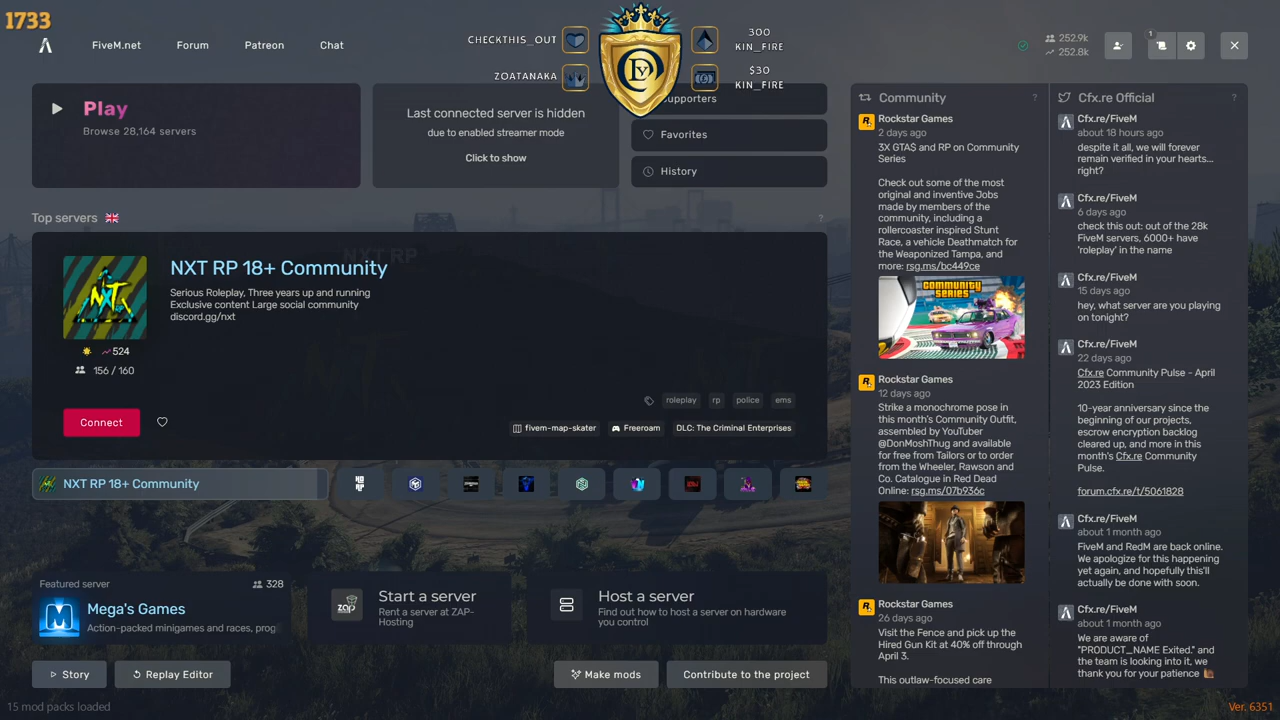 1733
FiveM.net
Forum
Patreon
Chat
CHECKTHIS_OUT
ZOATANAKA
300
KIN_FIRE
$30
KIN_FIRE
252.9k
252.8k
1
Play
Browse 28,164 servers
Last connected server is hidden
due to enabled streamer mode
Click to show
Supporters
Favorites
History
Top servers
?
NXT RP
NXT
NXT RP 18+ Community
Serious Roleplay, Three years up and running
Exclusive content Large social community
discord.gg/nxt
524
156 / 160
Connect
roleplay
rp
police
ems
fivem-map-skater
Freeroam
DLC: The Criminal Enterprises
NXT RP 18+ Community
Featured server
328
Mega's Games
Action-packed minigames and races, prog
ZAP
Start a server
Rent a server at ZAP-
Hosting
Host a server
Find out how to host a server on hardware
you control
Story
Replay Editor
Make mods
Contribute to the project
15 mod packs loaded
Community
?
Rockstar Games
2 days ago
3X GTA$ and RP on Community
Series
Check out some of the most
original and inventive Jobs
made by members of the
community, including a
rollercoaster inspired Stunt
Race, a vehicle Deathmatch for
the Weaponized Tampa, and
more: rsg.ms/bc449ce
COMMUNITY
SERIES
Rockstar Games
12 days ago
Strike a monochrome pose in
this month's Community Outfit,
assembled by YouTuber
@DonMoshThug and available
for free from Tailors or to order
from the Wheeler, Rawson and
Co. Catalogue in Red Dead
Online: rsg.ms/07b936c
Rockstar Games
26 days ago
Visit the Fence and pick up the
Hired Gun Kit at 40% off through
April 3.
This outlaw-focused care
Cfx.re Official
?
Cfx.re/FiveM
about 18 hours ago
despite it all, we will forever
remain verified in your hearts...
right?
Cfx.re/FiveM
6 days ago
check this out: out of the 28k
FiveM servers, 6000+ have
'roleplay' in the name
Cfx.re/FiveM
15 days ago
hey, what server are you playing
on tonight?
Cfx.re/FiveM
22 days ago
Cfx.re Community Pulse - April
2023 Edition
10-year anniversary since the
beginning of our projects,
escrow encryption backlog
cleared up, and more in this
month's Cfx.re Community
Pulse.
forum.cfx.re/t/5061828
Cfx.re/FiveM
about 1 month ago
FiveM and RedM are back online.
We apologize for this happening
yet again, and hopefully this'll
actually be done with soon.
Cfx.re/FiveM
about 1 month ago
We are aware of
"PRODUCT_NAME Exited." and
the team is looking into it, we
thank you for your patience
Ver. 6351